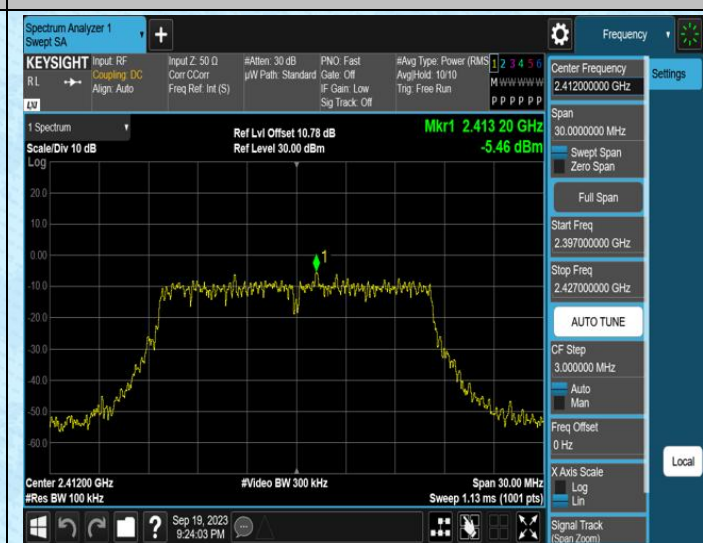 Spectrum Analyzer 1
Swept SA
+
Frequency
KEYSIGHT
RL
LXI
Input: RF
Coupling: DC
Align: Auto
Input Z: 50 Ω
Corr CCorr
Freq Ref: Int (S)
#Atten: 30 dB
µW Path: Standard
PNO: Fast
Gate: Off
IF Gain: Low
Sig Track: Off
#Avg Type: Power (RMS
Avg|Hold: 10/10
Trig: Free Run
1 2 3 4 5 6
M W W W W W
P P P P P P
1 Spectrum
Scale/Div 10 dB
Log
Ref Lvl Offset 10.78 dB
Ref Level 30.00 dBm
Mkr1 2.413 20 GHz
-5.46 dBm
20.0
10.0
0.00
1
-10.0
-20.0
-30.0
-40.0
-50.0
-60.0
Center 2.41200 GHz
#Res BW 100 kHz
#Video BW 300 kHz
Span 30.00 MHz
Sweep 1.13 ms (1001 pts)
Center Frequency
2.412000000 GHz
Settings
Span
30.0000000 MHz
Swept Span
Zero Span
Full Span
Start Freq
2.397000000 GHz
Stop Freq
2.427000000 GHz
AUTO TUNE
CF Step
3.000000 MHz
Auto
Man
Freq Offset
0 Hz
X Axis Scale
Log
Lin
Local
Signal Track
(Span Zoom)
?
Sep 19, 2023
9:24:03 PM